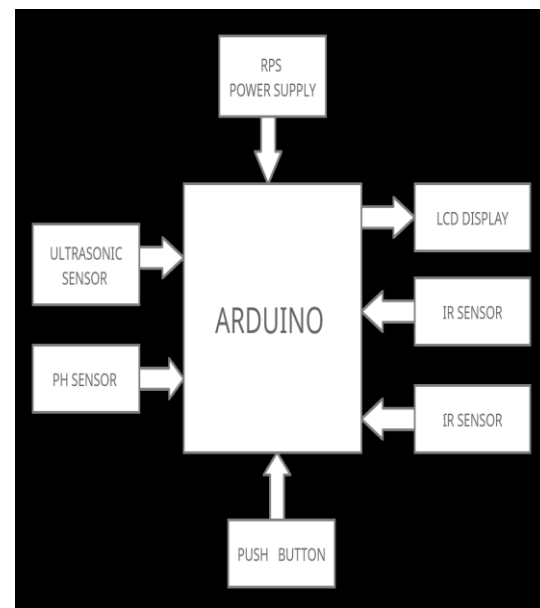 RPS
POWER SUPPLY
LCD DISPLAY
ULTRASONIC
SENSOR
ARDUINO
IR SENSOR
PH SENSOR
IR SENSOR
PUSH BUTTON